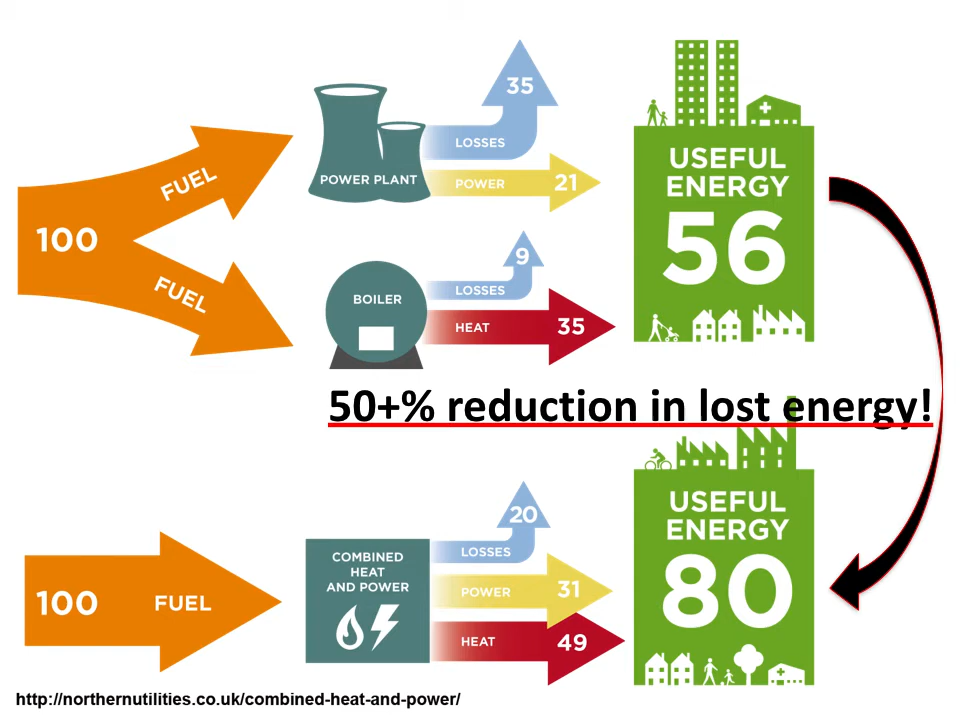 35
LOSSES
POWER PLANT
POWER
21
FUEL
100
FUEL
USEFUL
ENERGY
56
9
LOSSES
BOILER
HEAT
35
50+% reduction in lost energy!
USEFUL
ENERGY
80
20
LOSSES
COMBINED
HEAT
AND POWER
POWER
31
100
FUEL
HEAT
49
http://northernutilities.co.uk/combined-heat-and-power/